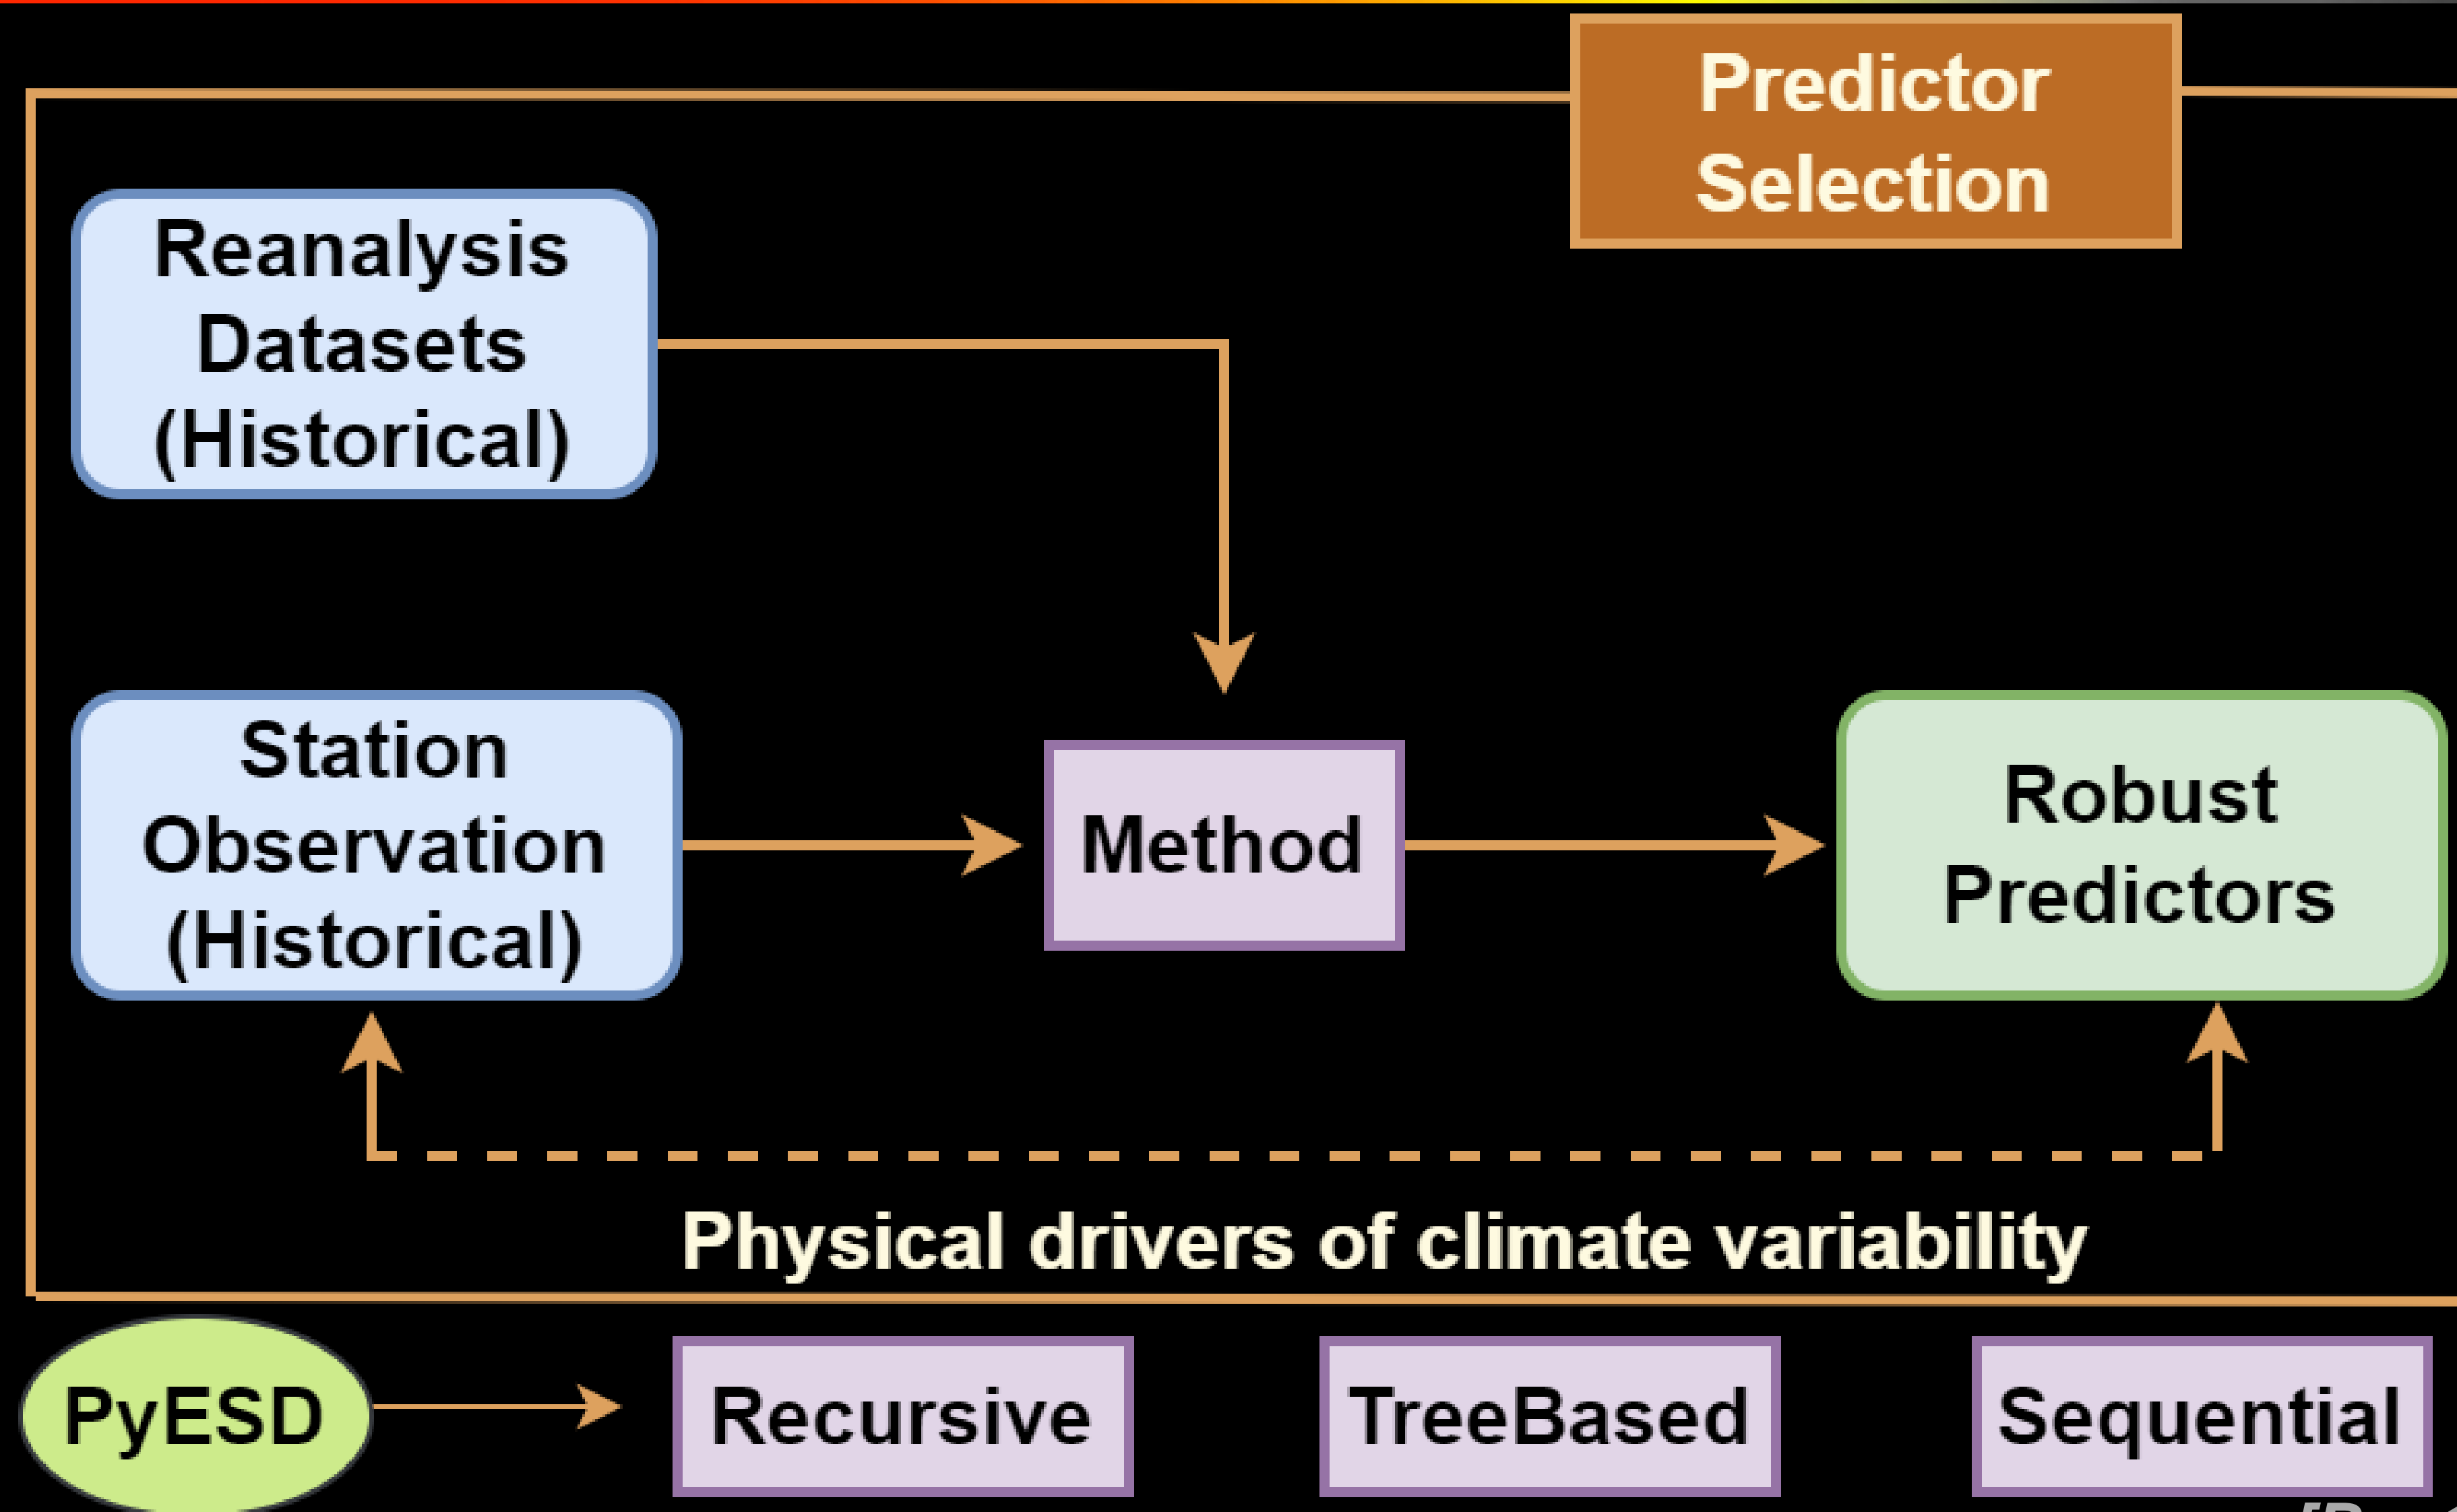 Predictor
Selection
Reanalysis
Datasets
(Historical)
Station
Observation
(Historical)
Method
Robust
Predictors
Physical drivers of climate variability
PyESD
Recursive
TreeBased
Sequential